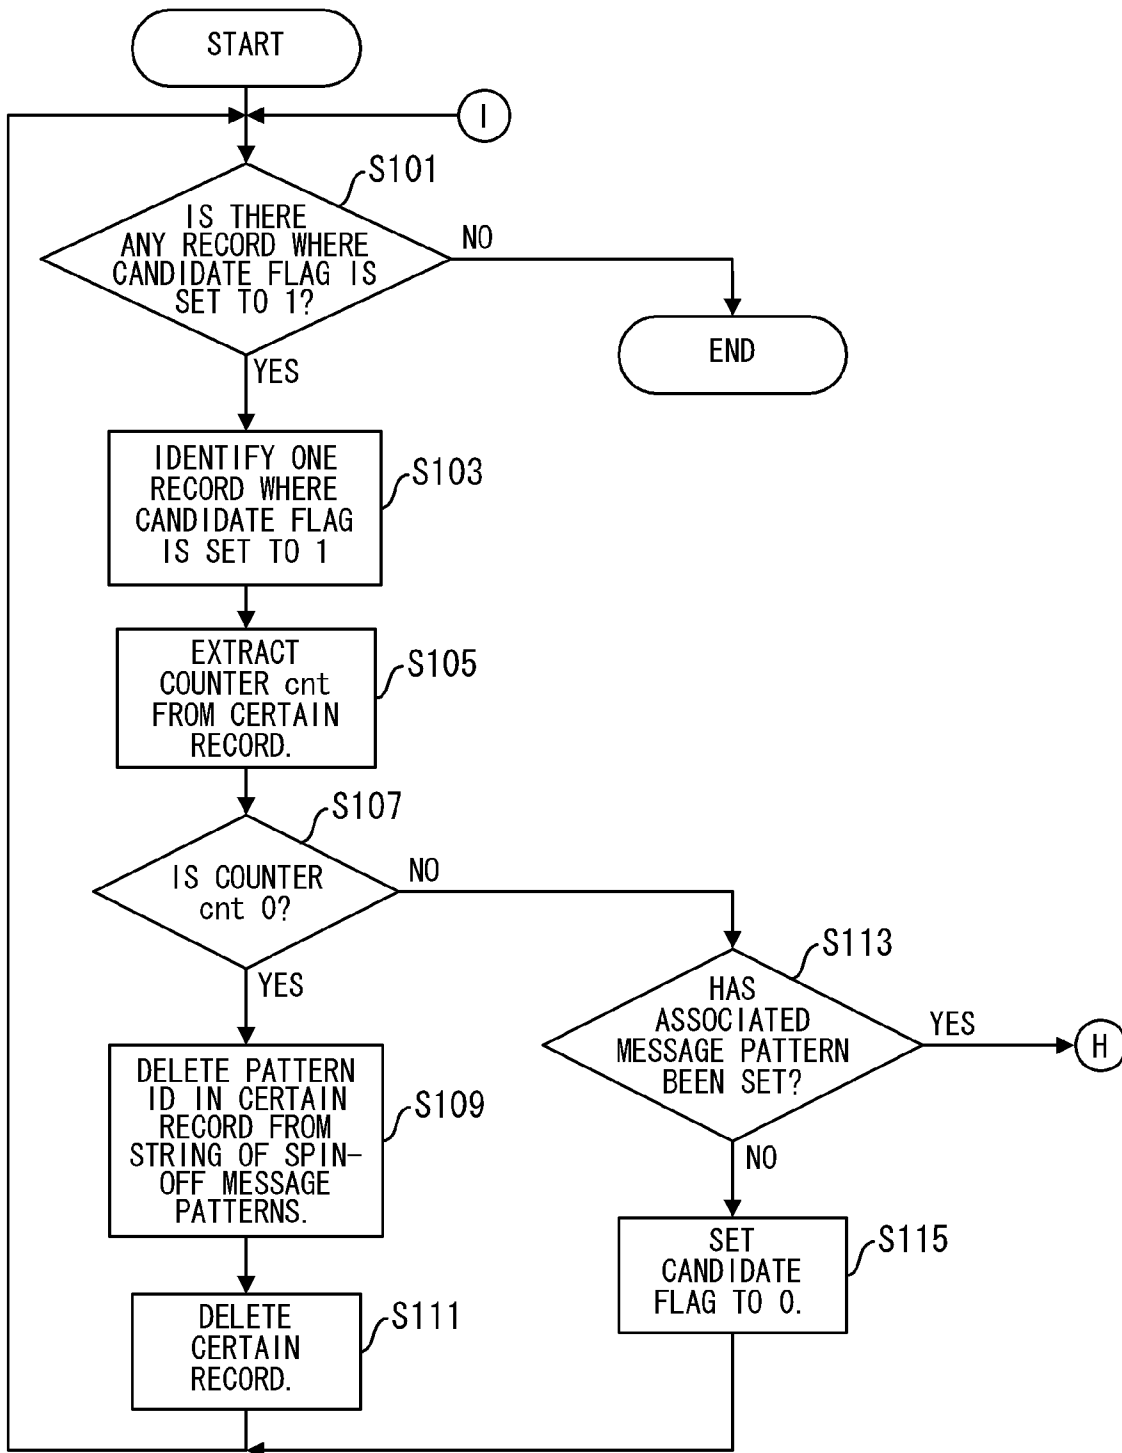 START
I
S101
IS THERE
ANY RECORD WHERE
CANDIDATE FLAG IS
SET TO 1?
NO
END
YES
IDENTIFY ONE
RECORD WHERE
CANDIDATE FLAG
IS SET TO 1
S103
EXTRACT
COUNTER cnt
FROM CERTAIN
RECORD.
S105
S107
IS COUNTER
cnt 0?
NO
YES
S113
HAS
ASSOCIATED
MESSAGE PATTERN
BEEN SET?
YES
H
NO
DELETE PATTERN
ID IN CERTAIN
RECORD FROM
STRING OF SPIN-
OFF MESSAGE
PATTERNS.
S109
SET
CANDIDATE
FLAG TO 0.
S115
DELETE
CERTAIN
RECORD.
S111